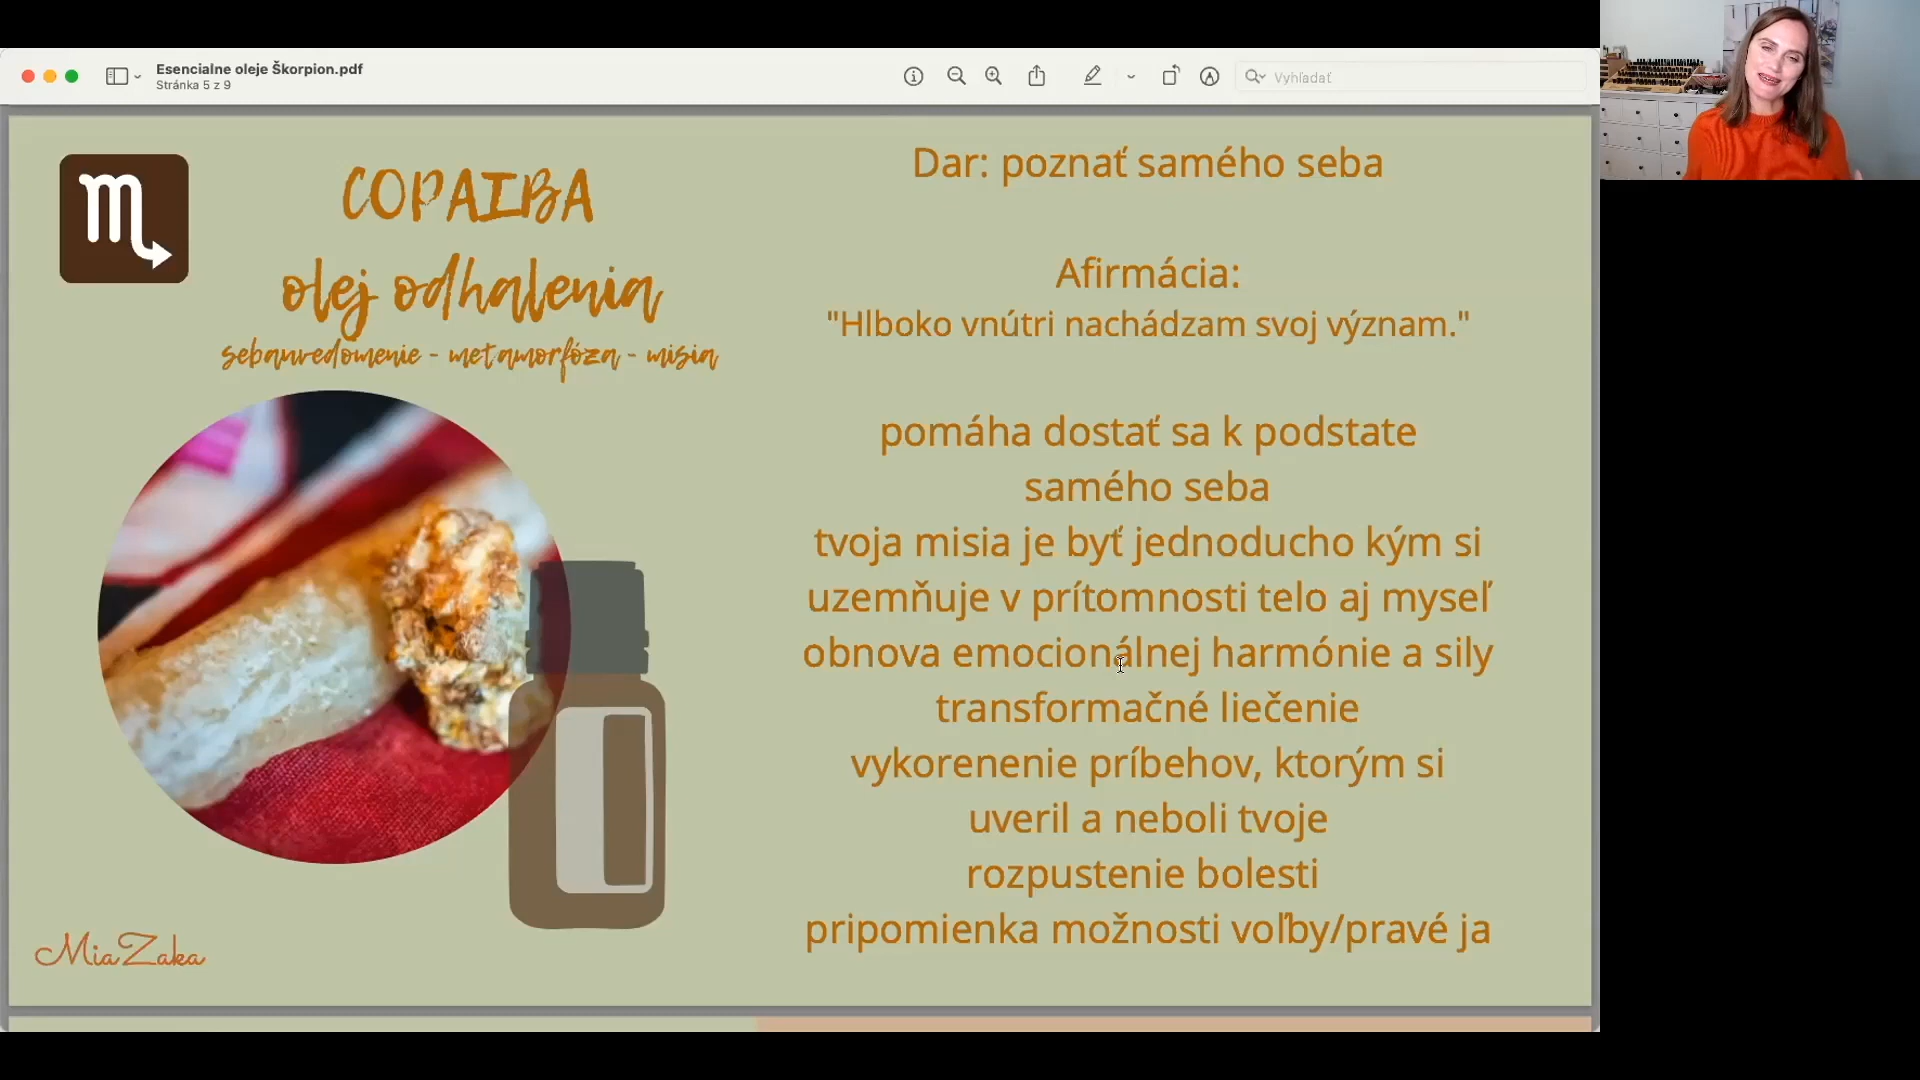 Esencialne oleje Škorpion.pdf
Stránka 5 z 9
Vyhľadať
COPAIBA
olej odhalenia
sebauvedomenie - metamorfóza - misia
MiaZaka
Dar: poznať samého seba
Afirmácia:
"Hlboko vnútri nachádzam svoj význam."
pomáha dostať sa k podstate
samého seba
tvoja misia je byť jednoducho kým si
uzemňuje v prítomnosti telo aj myseľ
obnova emocionálnej harmónie a sily
transformačné liečenie
vykorenenie príbehov, ktorým si
uveril a neboli tvoje
rozpustenie bolesti
pripomienka možnosti voľby/pravé ja